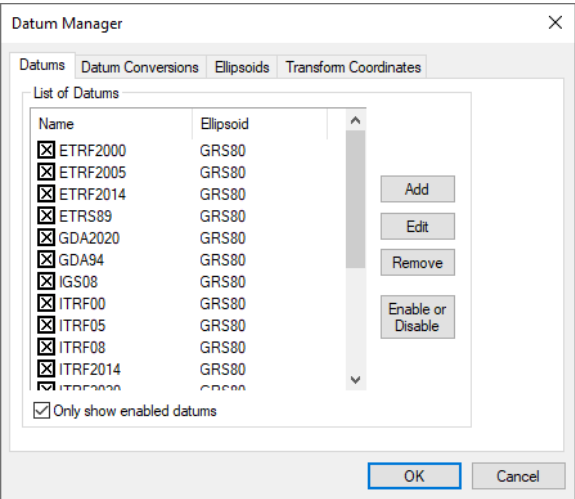 Datum Manager
Datums Datum Conversions Ellipsoids Transform Coordinates
List of Datums
Name Ellipsoid
ETRF2000 GRS80
ETRF2005 GRS80
ETRF2014 GRS80
ETRS89 GRS80
GDA2020 GRS80
GDA94 GRS80
IGS08 GRS80
ITRF00 GRS80
ITRF05 GRS80
ITRF08 GRS80
ITRF2014 GRS80
ITRF2020 GRS80
Add
Edit
Remove
Enable or
Disable
Only show enabled datums
OK Cancel